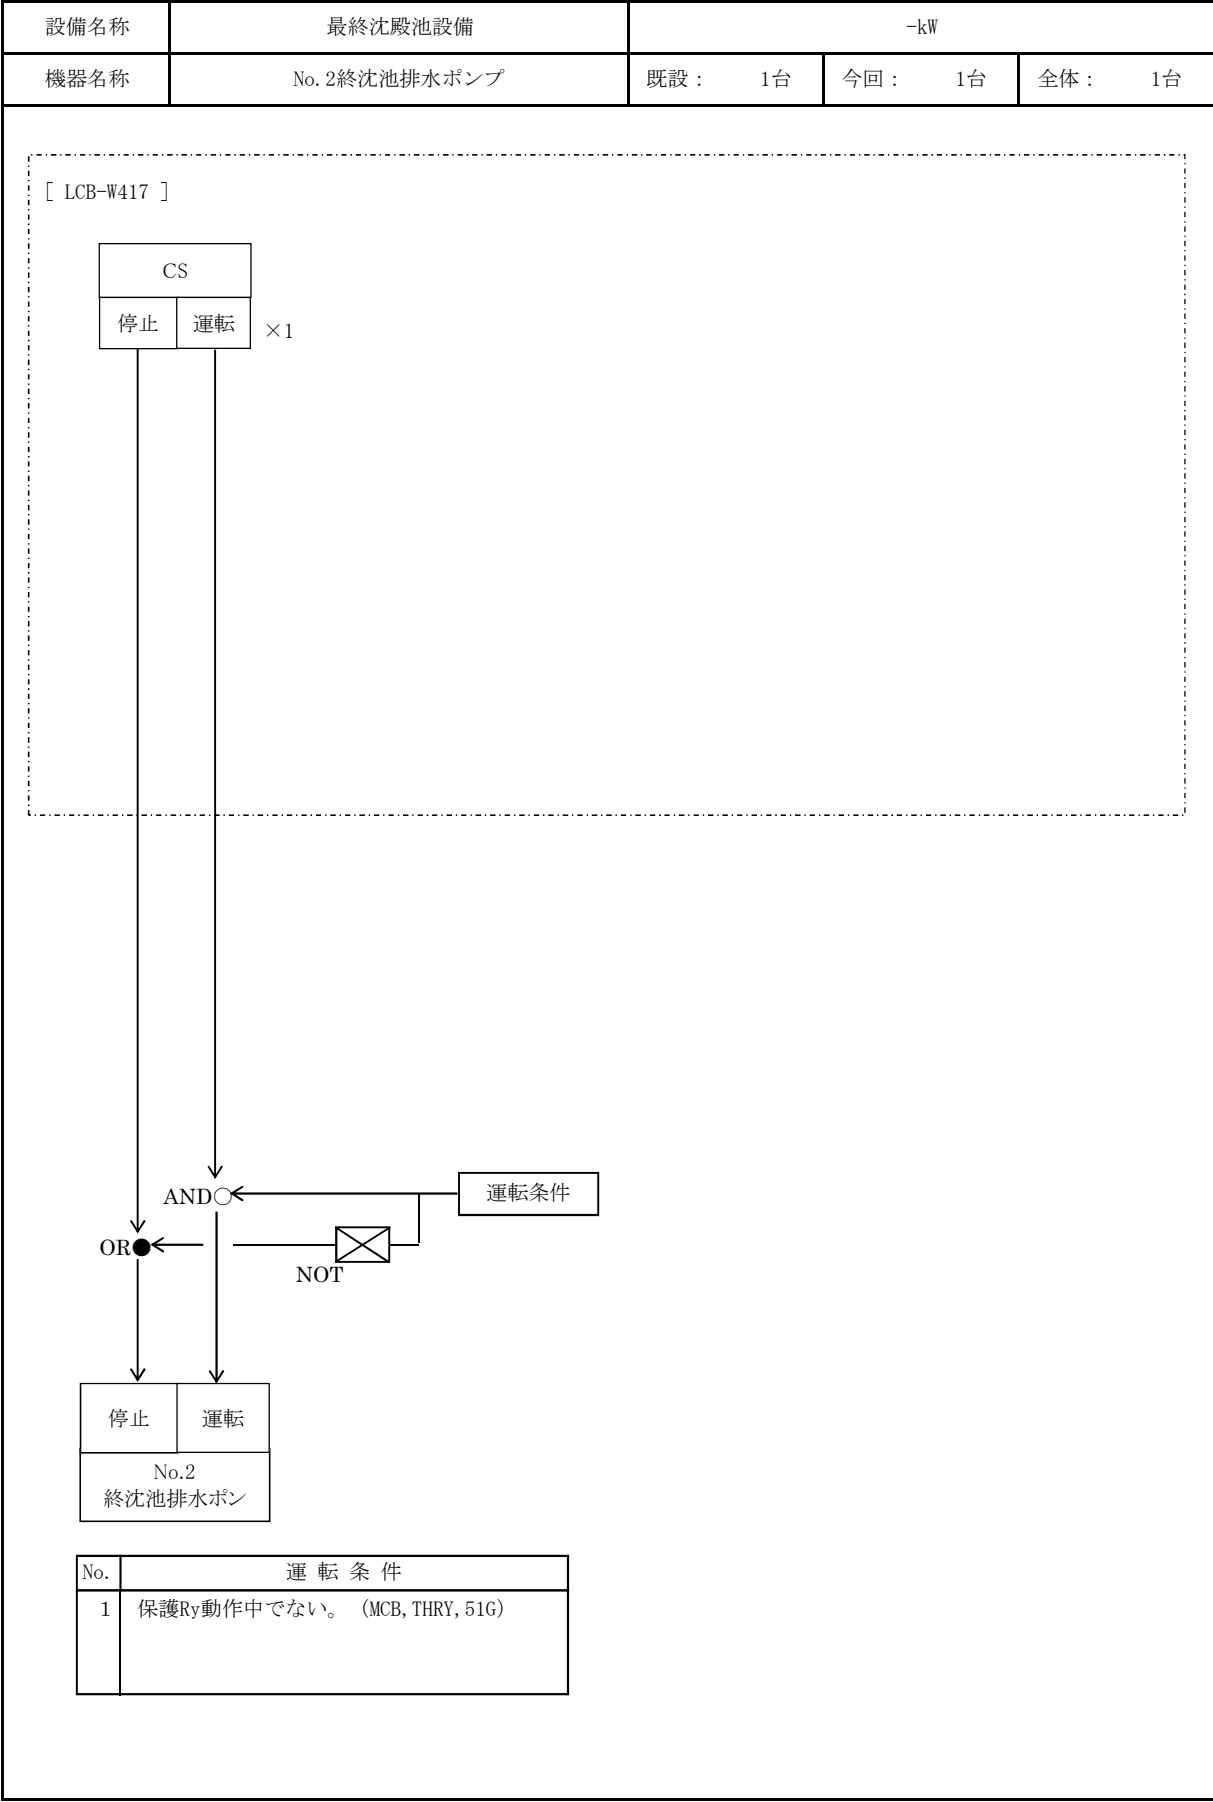 設備名称 最終沈殿池設備 -kW
機器名称 No.2終沈池排水ポンプ 既設： 1台 今回： 1台 全体： 1台
[ LCB-W417 ]
CS
停止 運転 ×1
AND 運転条件
OR
NOT
停止 運転
No.2
終沈池排水ポン
No. 運 転 条 件
1 保護Ry動作中でない。 (MCB,THRY,51G)